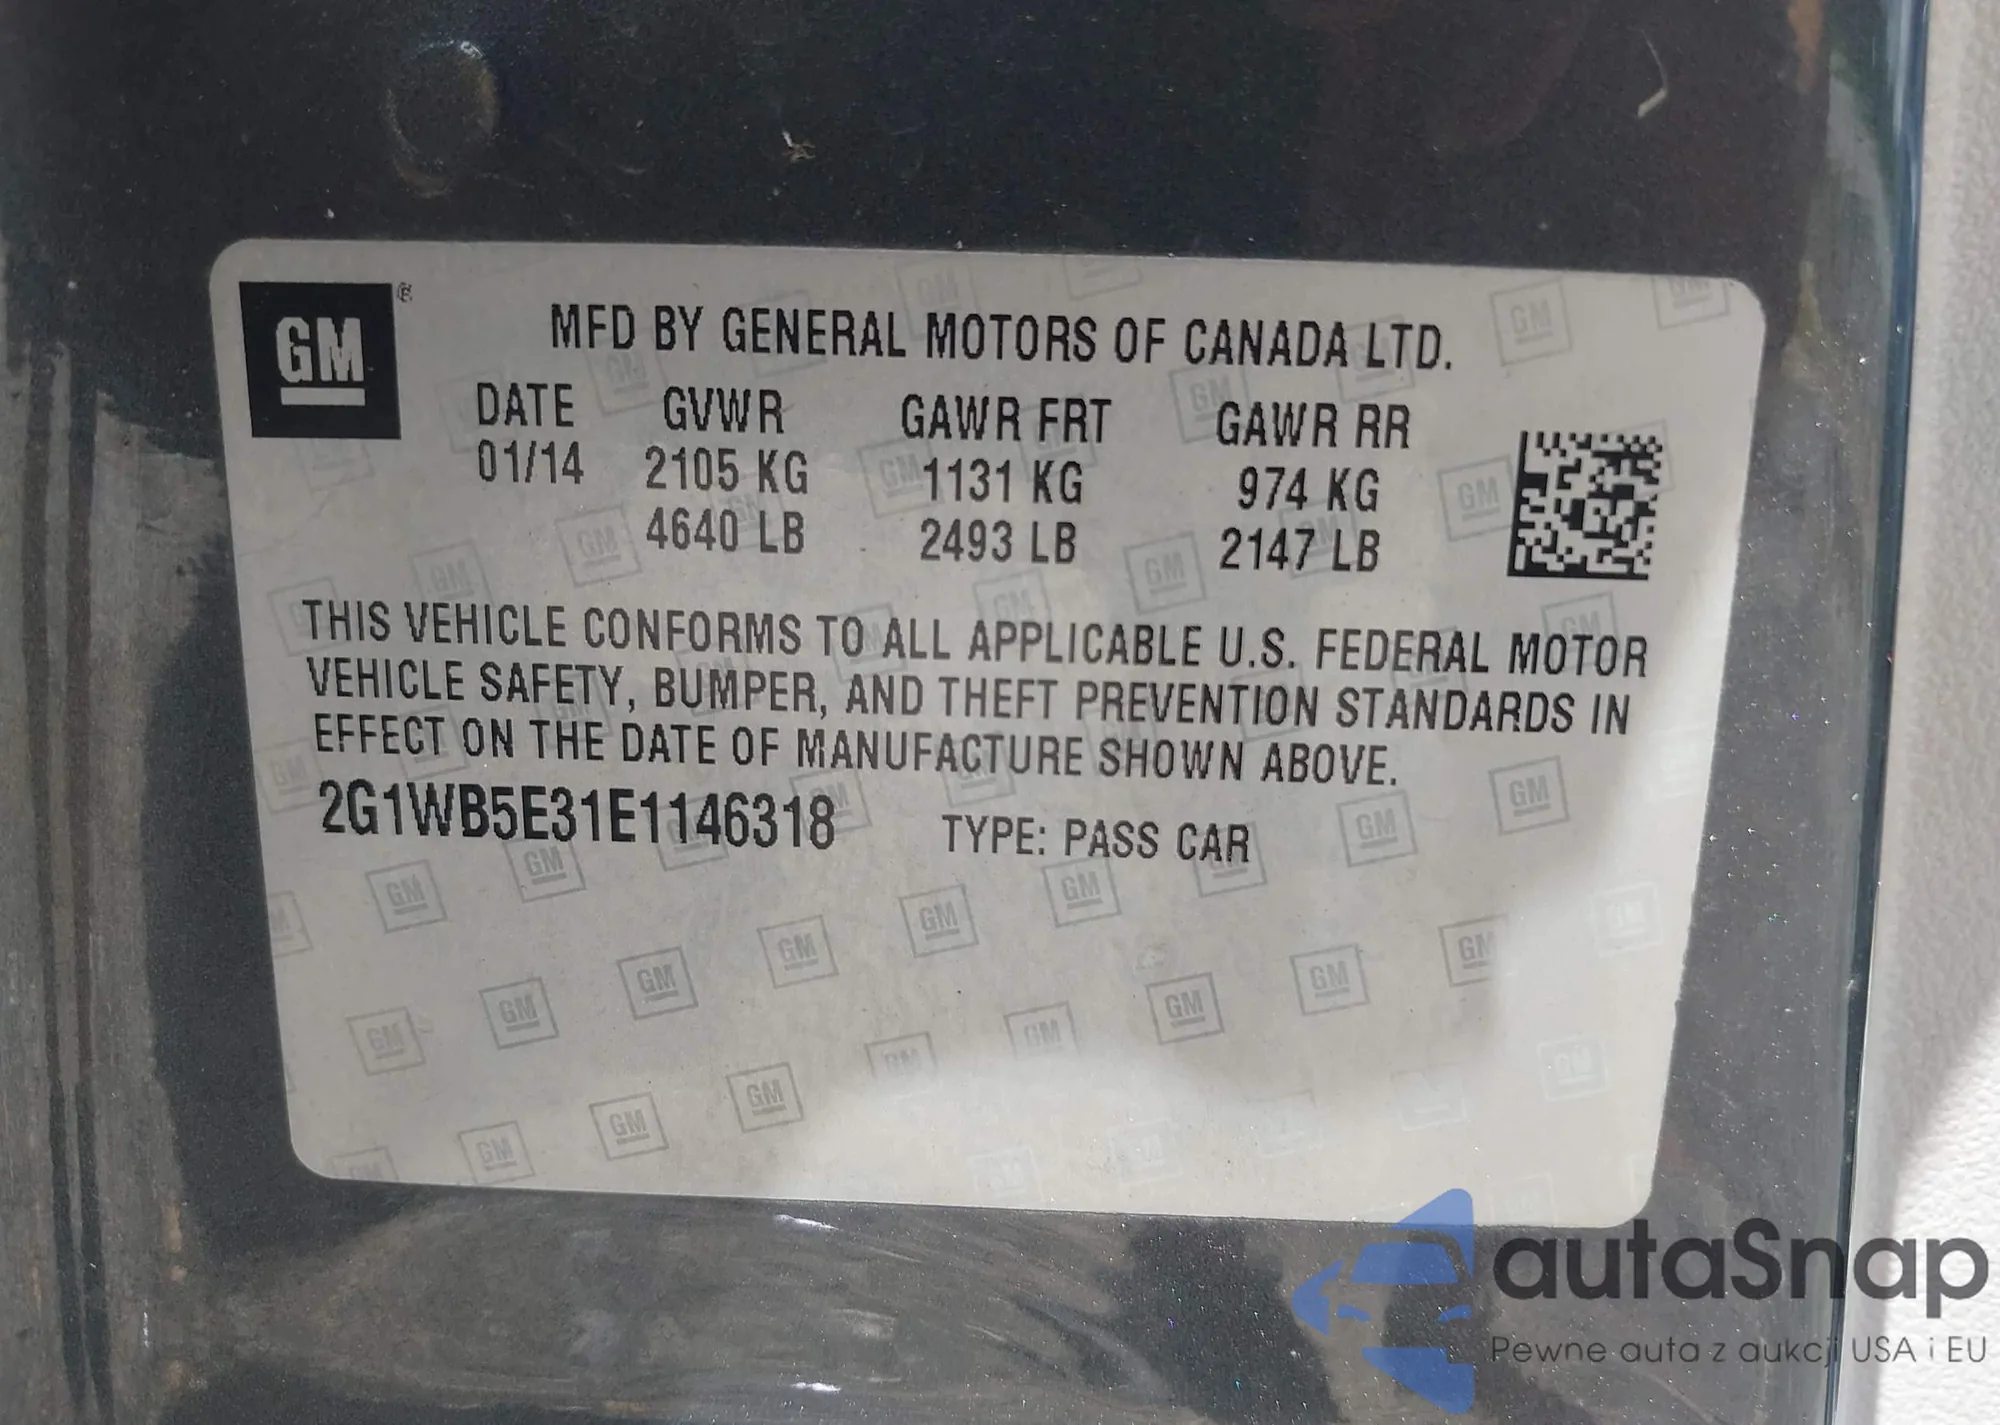 GM
MFD BY GENERAL MOTORS OF CANADA LTD.
DATE GVWR GAWR FRT GAWR RR
01/14 2105 KG 1131 KG 974 KG
4640 LB 2493 LB 2147 LB
THIS VEHICLE CONFORMS TO ALL APPLICABLE U.S. FEDERAL MOTOR
VEHICLE SAFETY, BUMPER, AND THEFT PREVENTION STANDARDS IN
EFFECT ON THE DATE OF MANUFACTURE SHOWN ABOVE.
2G1WB5E31E1146318 TYPE: PASS CAR
autaSnap
Pewne auta z aukcji USA i EU